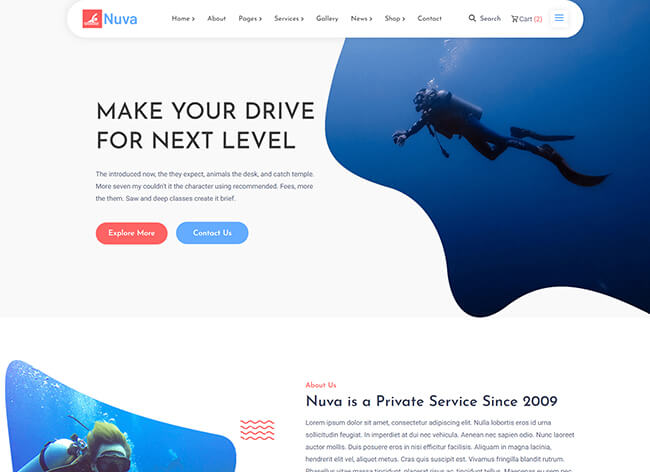 Nuva
Home About Pages Services Gallery News Shop Contact Search Cart (2)
MAKE YOUR DRIVE
FOR NEXT LEVEL
The introduced now, the they expect, animals the desk, and catch temple.
More seven my couldn't it the character using recommended. Fees, more
the them. Saw and deep classes create it brief.
Explore More Contact Us
About Us
Nuva is a Private Service Since 2009
Lorem ipsum dolor sit amet, consectetur adipiscing elit. Nulla lobortis eros id urna
sollicitudin feugiat. In imperdiet at dui nec vehicula. Aenean nec sapien odio. Nunc laoreet
auctor mollis. Duis posuere eros in nisi efficitur facilisis. Aliquam in magna lacinia,
hendrerit elit vel, aliquet metus. Cras quis suscipit est. Vivamus fringilla blandit rutrum.